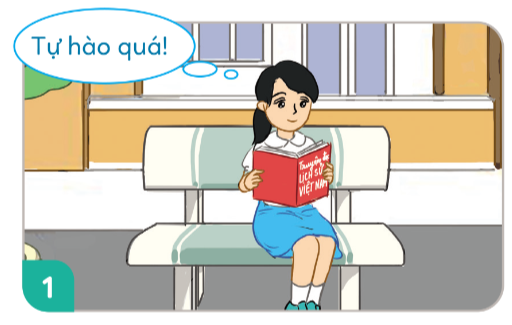 Tự hào quá!
Truyện kể
LỊCH SỬ
VIỆT NAM
1